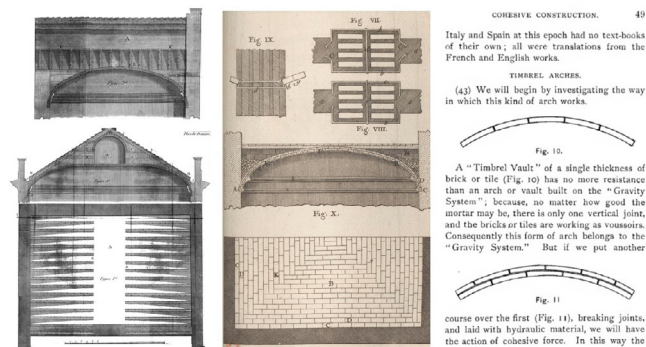 Fig. IX.
Fig. VII.
Fig. VIII.
Fig. X.
A
B
C
D
K
COHESIVE CONSTRUCTION. 49
Italy and Spain at this epoch had no text-books
of their own; all were translations from the
French and English works.
TIMBREL ARCHES.
(43) We will begin by investigating the way
in which this kind of arch works.
Fig. 10.
A "Timbrel Vault" of a single thickness of
brick or tile (Fig. 10) has no more resistance
than an arch or vault built on the "Gravity
System"; because, no matter how good the
mortar may be, there is only one vertical joint,
and the bricks or tiles are working as voussoirs.
Consequently this form of arch belongs to the
"Gravity System." But if we put another
Fig. 11
course over the first (Fig. 11), breaking joints,
and laid with hydraulic material, we will have
the action of cohesive force. In this way the